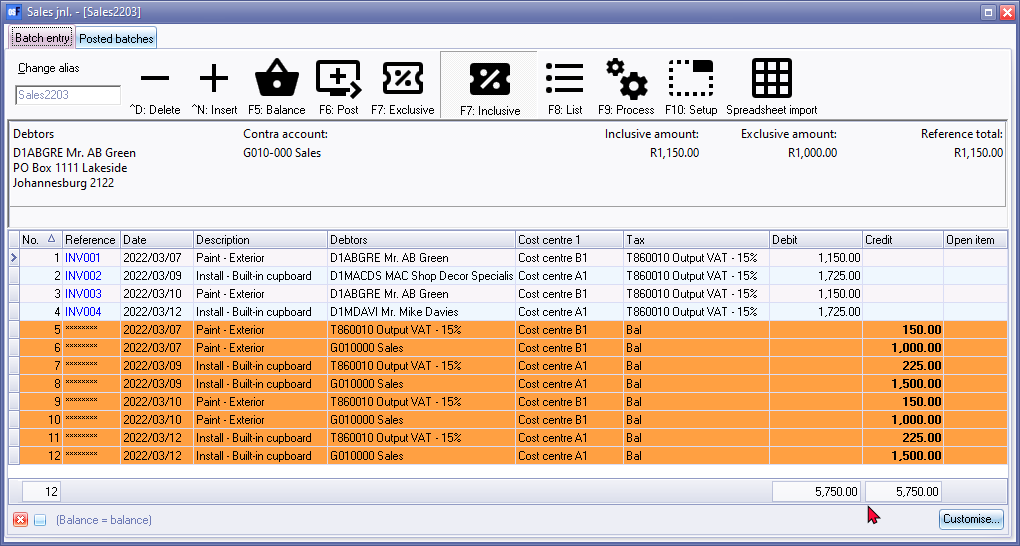 Sales jnl. - [Sales2203]
Batch entry Posted batches
Change alias
Sales2203
^D: Delete ^N: Insert F5: Balance F6: Post F7: Exclusive F7: Inclusive F8: List F9: Process F10: Setup Spreadsheet import
Debtors Contra account: Inclusive amount: Exclusive amount: Reference total:
D1ABGRE Mr. AB Green G010-000 Sales R1,150.00 R1,000.00 R1,150.00
PO Box 1111 Lakeside
Johannesburg 2122
No. Reference Date Description Debtors Cost centre 1 Tax Debit Credit Open item
1 INV001 2022/03/07 Paint - Exterior D1ABGRE Mr. AB Green Cost centre B1 T860010 Output VAT - 15% 1,150.00
2 INV002 2022/03/09 Install - Built-in cupboard D1MACDS MAC Shop Decor Specialis Cost centre A1 T860010 Output VAT - 15% 1,725.00
3 INV003 2022/03/10 Paint - Exterior D1ABGRE Mr. AB Green Cost centre B1 T860010 Output VAT - 15% 1,150.00
4 INV004 2022/03/12 Install - Built-in cupboard D1MDAVI Mr. Mike Davies Cost centre A1 T860010 Output VAT - 15% 1,725.00
5 ******** 2022/03/07 Paint - Exterior T860010 Output VAT - 15% Cost centre B1 Bal 150.00
6 ******** 2022/03/07 Paint - Exterior G010000 Sales Cost centre B1 Bal 1,000.00
7 ******** 2022/03/09 Install - Built-in cupboard T860010 Output VAT - 15% Cost centre A1 Bal 225.00
8 ******** 2022/03/09 Install - Built-in cupboard G010000 Sales Cost centre A1 Bal 1,500.00
9 ******** 2022/03/10 Paint - Exterior T860010 Output VAT - 15% Cost centre B1 Bal 150.00
10 ******** 2022/03/10 Paint - Exterior G010000 Sales Cost centre B1 Bal 1,000.00
11 ******** 2022/03/12 Install - Built-in cupboard T860010 Output VAT - 15% Cost centre A1 Bal 225.00
12 ******** 2022/03/12 Install - Built-in cupboard G010000 Sales Cost centre A1 Bal 1,500.00
12 5,750.00 5,750.00
(Balance = balance) Customise...